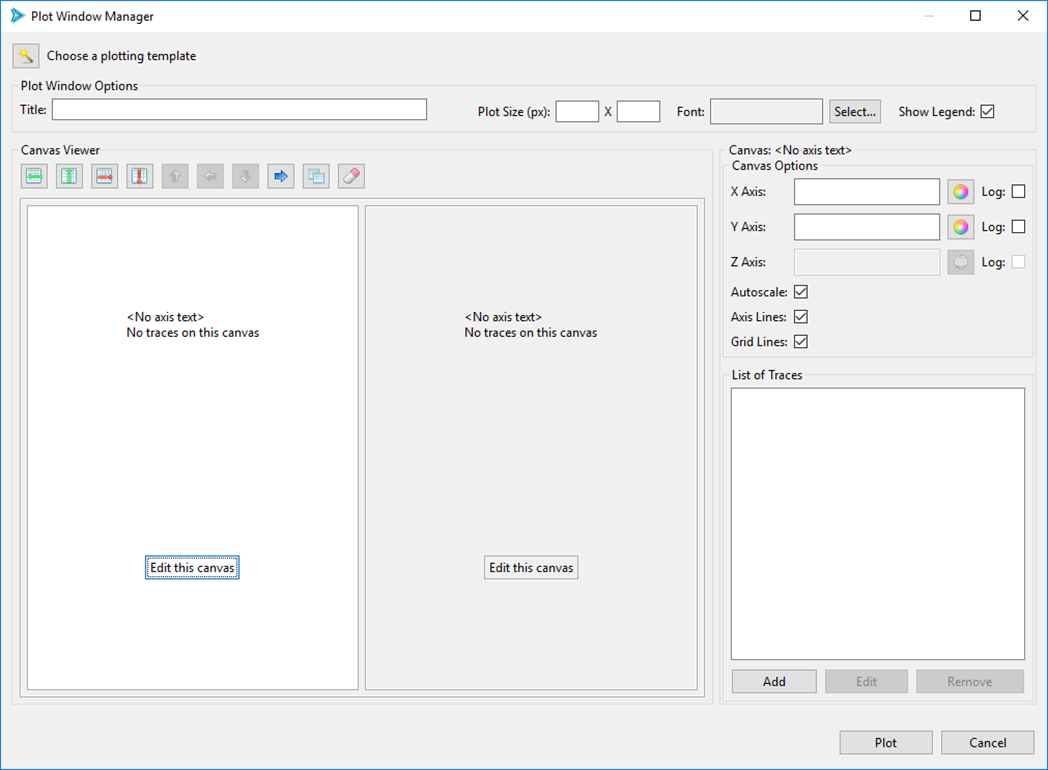 Plot Window Manager
Choose a plotting template
Plot Window Options
Title:
Plot Size (px): X Font: Select... Show Legend:
Canvas Viewer
<No axis text>
No traces on this canvas
Edit this canvas
<No axis text>
No traces on this canvas
Edit this canvas
Canvas: <No axis text>
Canvas Options
X Axis: Log:
Y Axis: Log:
Z Axis: Log:
Autoscale:
Axis Lines:
Grid Lines:
List of Traces
Add Edit Remove
Plot Cancel